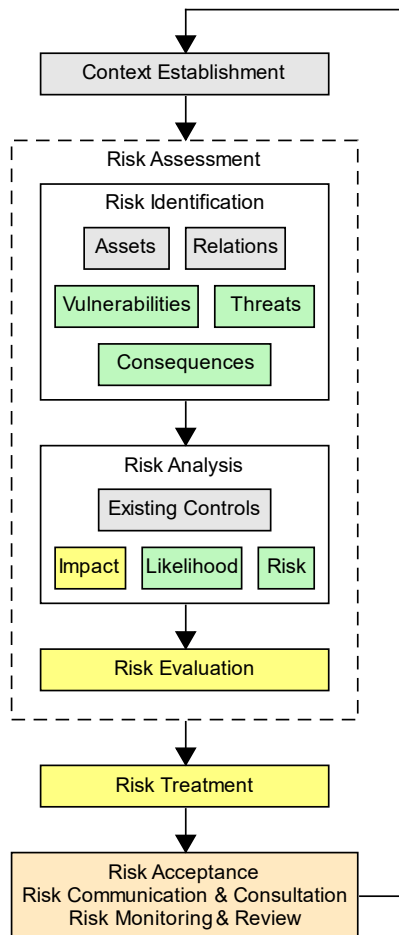 Context Establishment
Risk Assessment
Risk Identification
Assets
Relations
Vulnerabilities
Threats
Consequences
Risk Analysis
Existing Controls
Impact
Likelihood
Risk
Risk Evaluation
Risk Treatment
Risk Acceptance
Risk Communication & Consultation
Risk Monitoring & Review